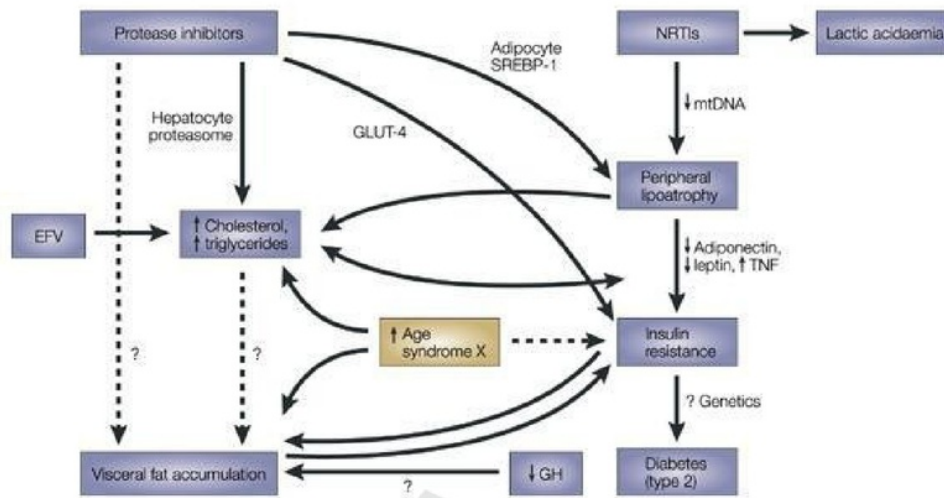 Protease inhibitors
NRTIs
Lactic acidaemia
Adipocyte
SREBP-1
↓ mtDNA
Hepatocyte
proteasome
GLUT-4
Peripheral
lipoatrophy
EFV
↑ Cholesterol,
↑ triglycerides
↓ Adiponectin,
↓ leptin, ↑ TNF
↑ Age
syndrome X
Insulin
resistance
?
?
? Genetics
Visceral fat accumulation
?
↓ GH
Diabetes
(type 2)